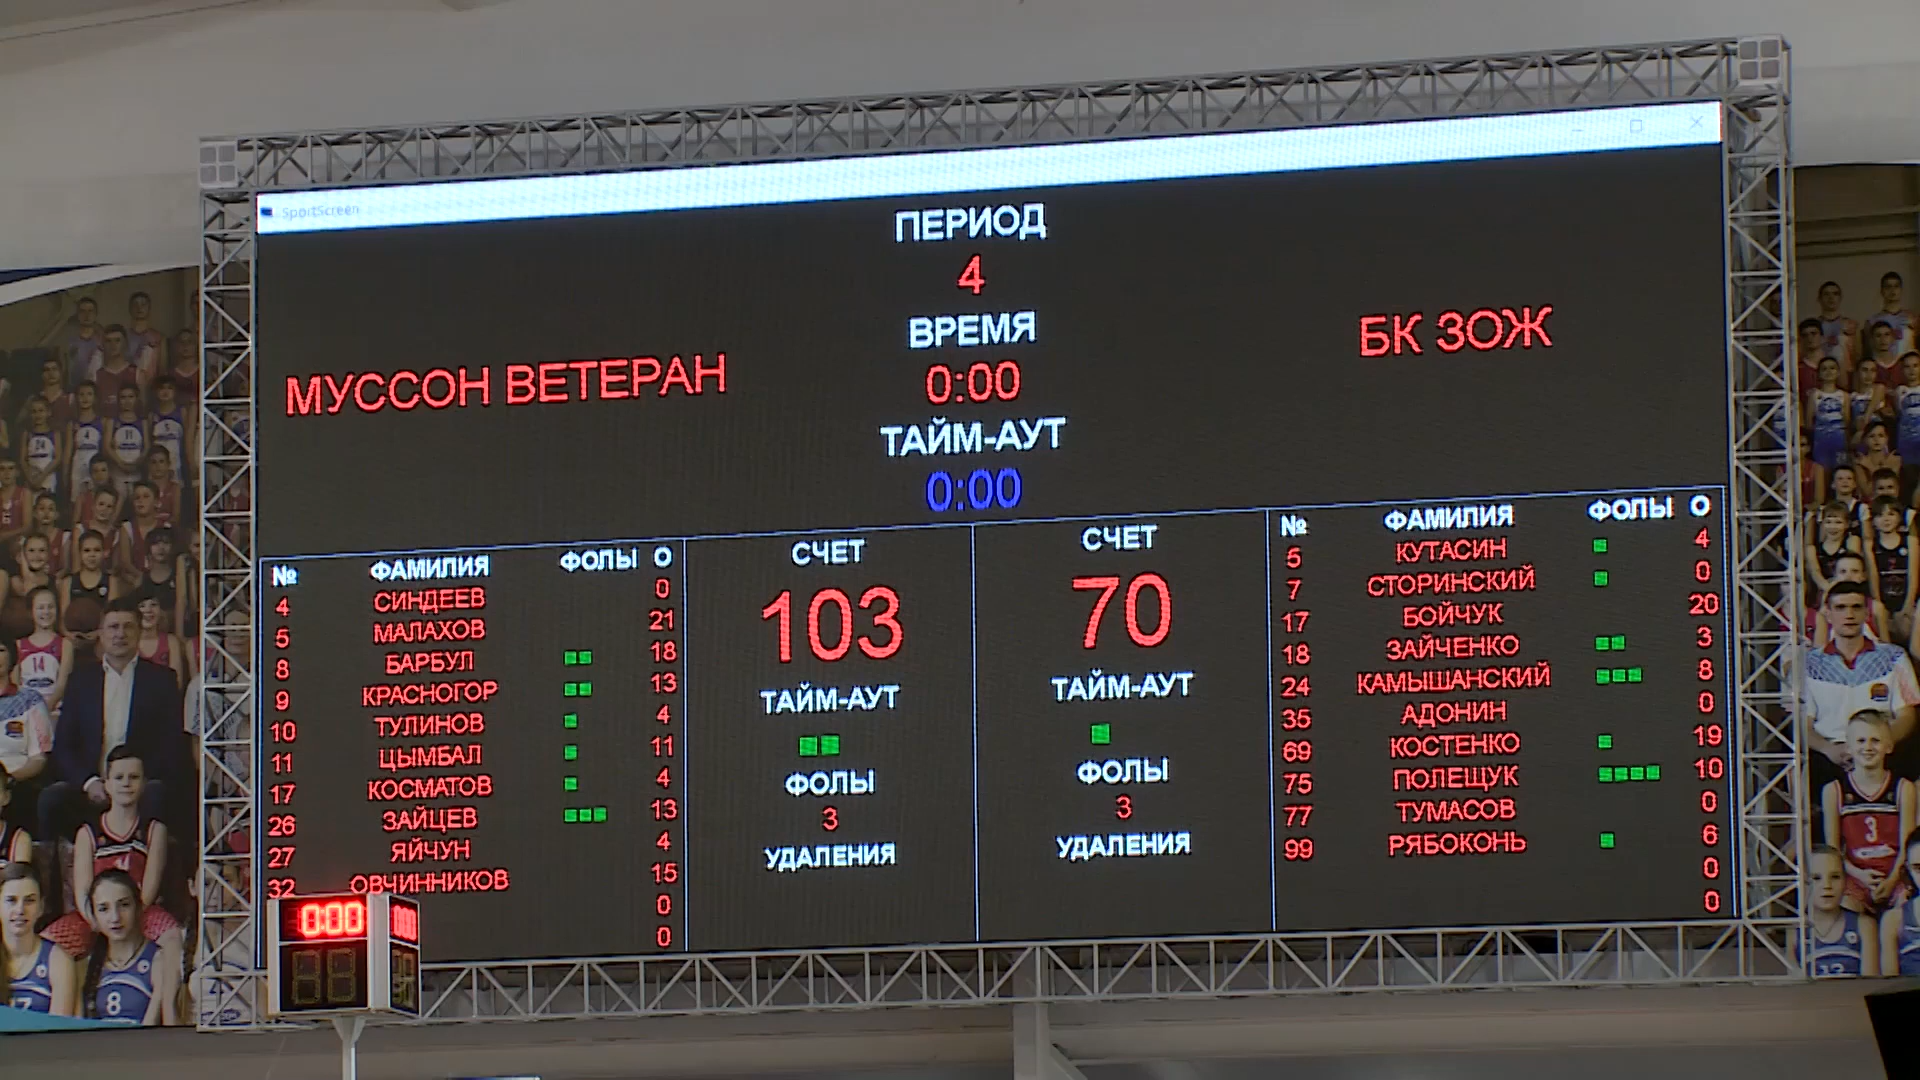 SportScreen
ПЕРИОД
4
ВРЕМЯ
0:00
ТАЙМ-АУТ
0:00
МУССОН ВЕТЕРАН
БК ЗОЖ
№ ФАМИЛИЯ ФОЛЫ О
4 СИНДЕЕВ 0
5 МАЛАХОВ 21
8 БАРБУЛ 18
9 КРАСНОГОР 13
10 ТУЛИНОВ 4
11 ЦЫМБАЛ 11
17 КОСМАТОВ 4
26 ЗАЙЦЕВ 13
27 ЯЙЧУН 4
32 ОВЧИННИКОВ 15
0
0
СЧЕТ
103
ТАЙМ-АУТ
ФОЛЫ
3
УДАЛЕНИЯ
СЧЕТ
70
ТАЙМ-АУТ
ФОЛЫ
3
УДАЛЕНИЯ
№ ФАМИЛИЯ ФОЛЫ О
5 КУТАСИН 4
7 СТОРИНСКИЙ 0
17 БОЙЧУК 20
18 ЗАЙЧЕНКО 3
24 КАМЫШАНСКИЙ 8
35 АДОНИН 0
69 КОСТЕНКО 19
75 ПОЛЕЩУК 10
77 ТУМАСОВ 0
99 РЯБОКОНЬ 6
0
0
0:00
14
8
3